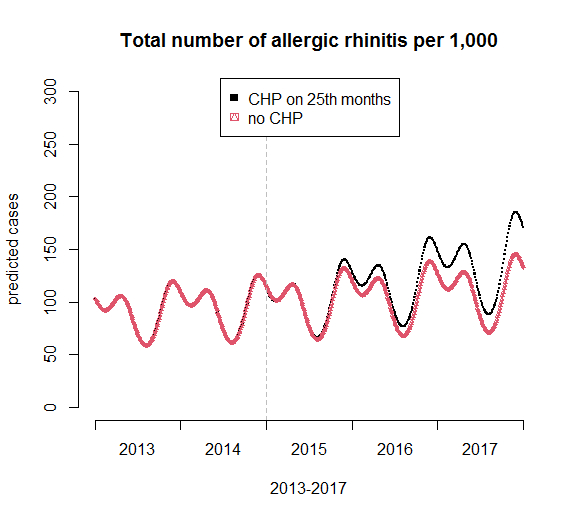 Total number of allergic rhinitis per 1,000
CHP on 25th months
no CHP
predicted cases
300
250
200
150
100
50
0
2013 2014 2015 2016 2017
2013-2017